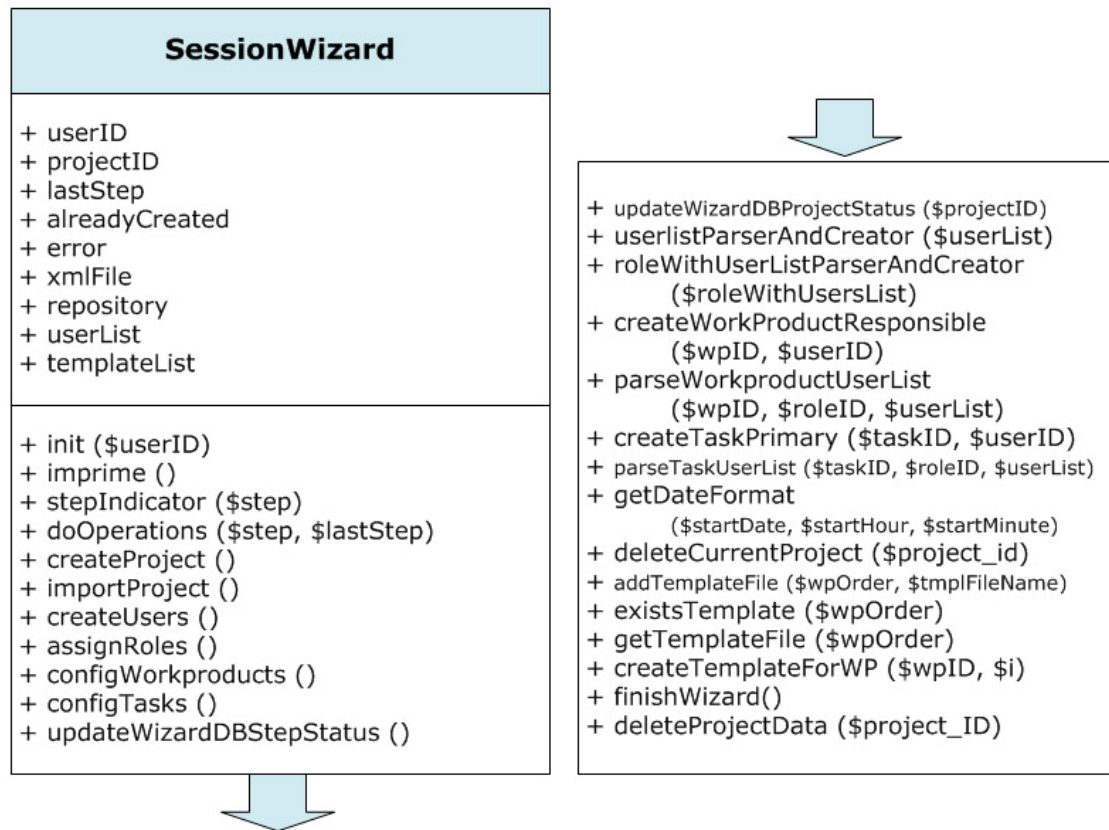 SessionWizard
+ userID
+ projectID
+ lastStep
+ alreadyCreated
+ error
+ xmlFile
+ repository
+ userList
+ templateList
+ init ($userID)
+ imprime ()
+ stepIndicator ($step)
+ doOperations ($step, $lastStep)
+ createProject ()
+ importProject ()
+ createUsers ()
+ assignRoles ()
+ configWorkproducts ()
+ configTasks ()
+ updateWizardDBStepStatus ()
+ updateWizardDBProjectStatus ($projectID)
+ userlistParserAndCreator ($userList)
+ roleWithUserListParserAndCreator
($roleWithUsersList)
+ createWorkProductResponsible
($wpID, $userID)
+ parseWorkproductUserList
($wpID, $roleID, $userList)
+ createTaskPrimary ($taskID, $userID)
+ parseTaskUserList ($taskID, $roleID, $userList)
+ getDateFormat
($startDate, $startHour, $startMinute)
+ deleteCurrentProject ($project_id)
+ addTemplateFile ($wpOrder, $tmplFileName)
+ existsTemplate ($wpOrder)
+ getTemplateFile ($wpOrder)
+ createTemplateForWP ($wpID, $i)
+ finishWizard()
+ deleteProjectData ($project_ID)